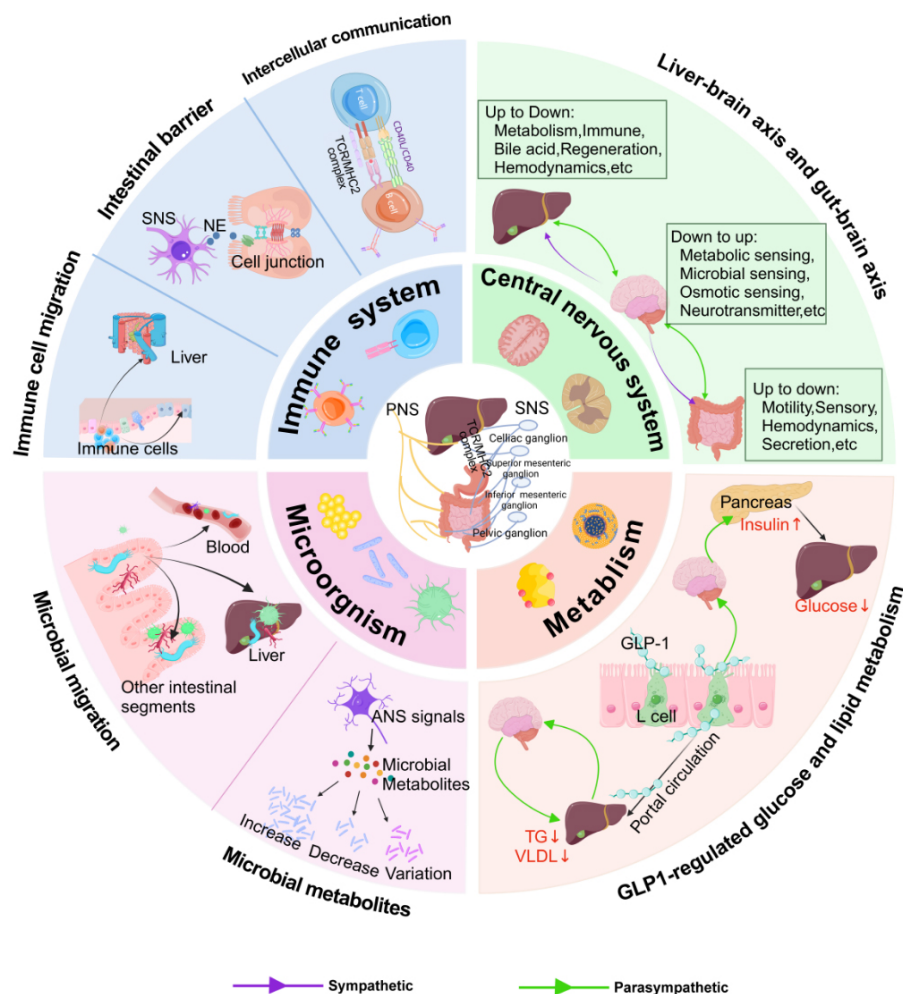 Intercellular communication
Intestinal barrier
Immune cell migration
Liver-brain axis and gut-brain axis
T cell
CD40L/CD40
TCR/MHC2
complex
B cell
SNS
NE
Cell junction
Liver
Immune cells
Up to Down:
Metabolism,Immune,
Bile acid,Regeneration,
Hemodynamics,etc
Down to up:
Metabolic sensing,
Microbial sensing,
Osmotic sensing,
Neurotransmitter,etc
Up to down:
Motility,Sensory,
Hemodynamics,
Secretion,etc
Immune system
Central nervous system
Microorgnism
Metablism
PNS
SNS
TCR/MHC2
complex
Celliac ganglion
Superior mesenteric
ganglion
Inferior mesenteric
ganglion
Pelvic ganglion
Blood
Liver
Other intestinal
segments
Microbial migration
ANS signals
Microbial
Metabolites
Increase
Decrease
Variation
Microbial metabolites
Pancreas
Insulin↑
Glucose↓
GLP-1
L cell
Portal circulation
TG↓
VLDL↓
GLP1-regulated glucose and lipid metabolism
Sympathetic
Parasympathetic